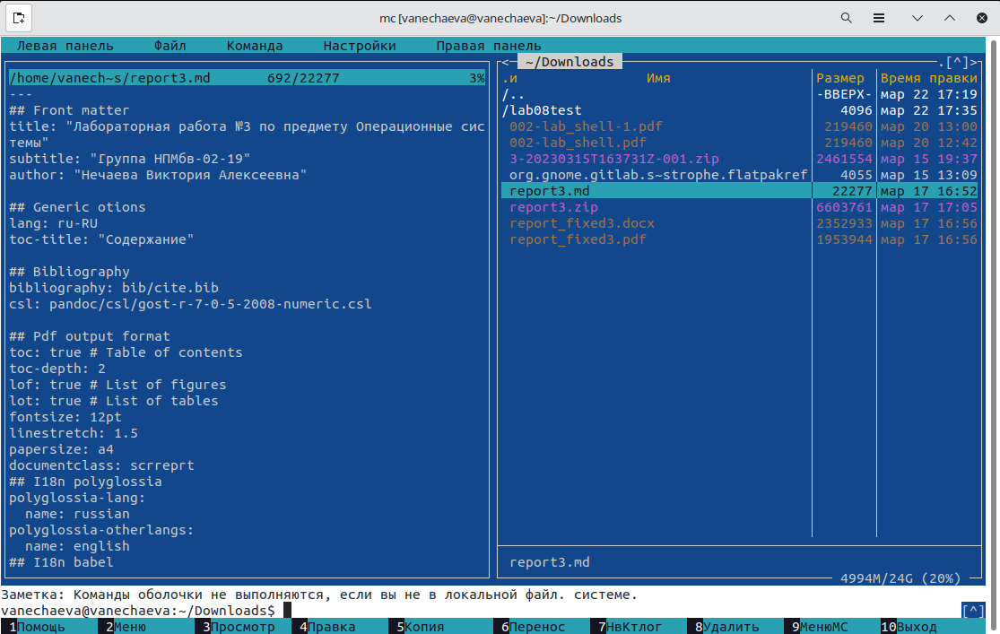 mc [vanechaeva@vanechaeva]:~/Downloads
Левая панель Файл Команда Настройки Правая панель
/home/vanech~s/report3.md 692/22277 3%
---
## Front matter
title: "Лабораторная работа №3 по предмету Операционные сис
темы"
subtitle: "Группа НПМбв-02-19"
author: "Нечаева Виктория Алексеевна"
## Generic otions
lang: ru-RU
toc-title: "Содержание"
## Bibliography
bibliography: bib/cite.bib
csl: pandoc/csl/gost-r-7-0-5-2008-numeric.csl
## Pdf output format
toc: true # Table of contents
toc-depth: 2
lof: true # List of figures
lot: true # List of tables
fontsize: 12pt
linestretch: 1.5
papersize: a4
documentclass: scrreprt
## I18n polyglossia
polyglossia-lang:
  name: russian
polyglossia-otherlangs:
  name: english
## I18n babel
<─ ~/Downloads .[^]>
.и Имя Размер Время правки
/.. -ВВЕРХ- мар 22 17:19
/lab08test 4096 мар 22 17:35
002-lab_shell-1.pdf 219460 мар 20 13:00
002-lab_shell.pdf 219460 мар 20 12:42
3-20230315T163731Z-001.zip 2461554 мар 15 19:37
org.gnome.gitlab.s~strophe.flatpakref 4055 мар 15 13:09
report3.md 22277 мар 17 16:52
report3.zip 6603761 мар 17 17:05
report_fixed3.docx 2352933 мар 17 16:56
report_fixed3.pdf 1953944 мар 17 16:56
report3.md
4994M/24G (20%)
Заметка: Команды оболочки не выполняются, если вы не в локальной файл. системе.
vanechaeva@vanechaeva:~/Downloads$ [^]
1Помощь 2Меню 3Просмотр 4Правка 5Копия 6Перенос 7НвКтлог 8Удалить 9МенюМС 10Выход